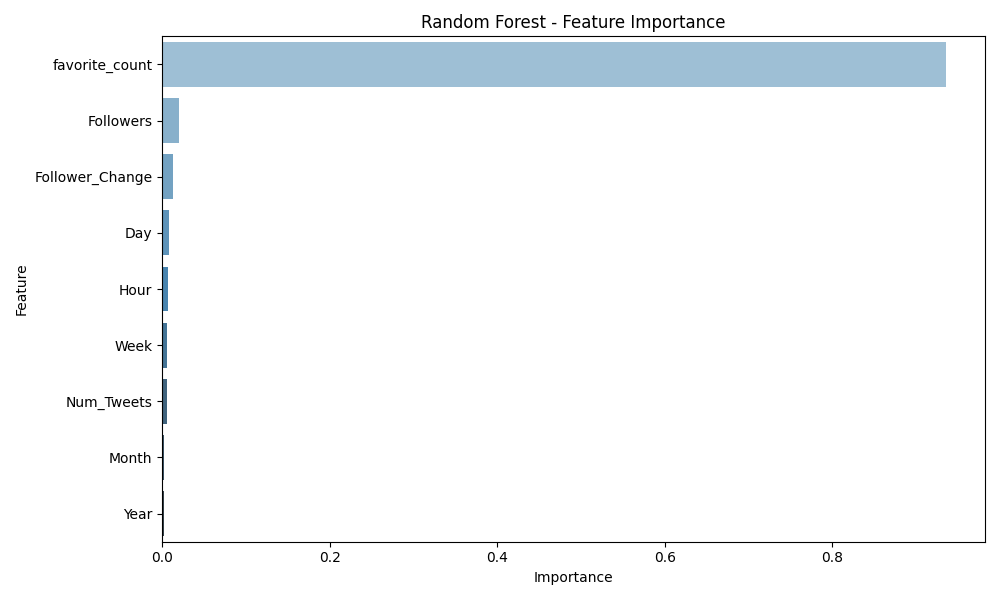 Random Forest - Feature Importance
favorite_count
Followers
Follower_Change
Day
Hour
Week
Num_Tweets
Month
Year
Feature
0.0 0.2 0.4 0.6 0.8
Importance